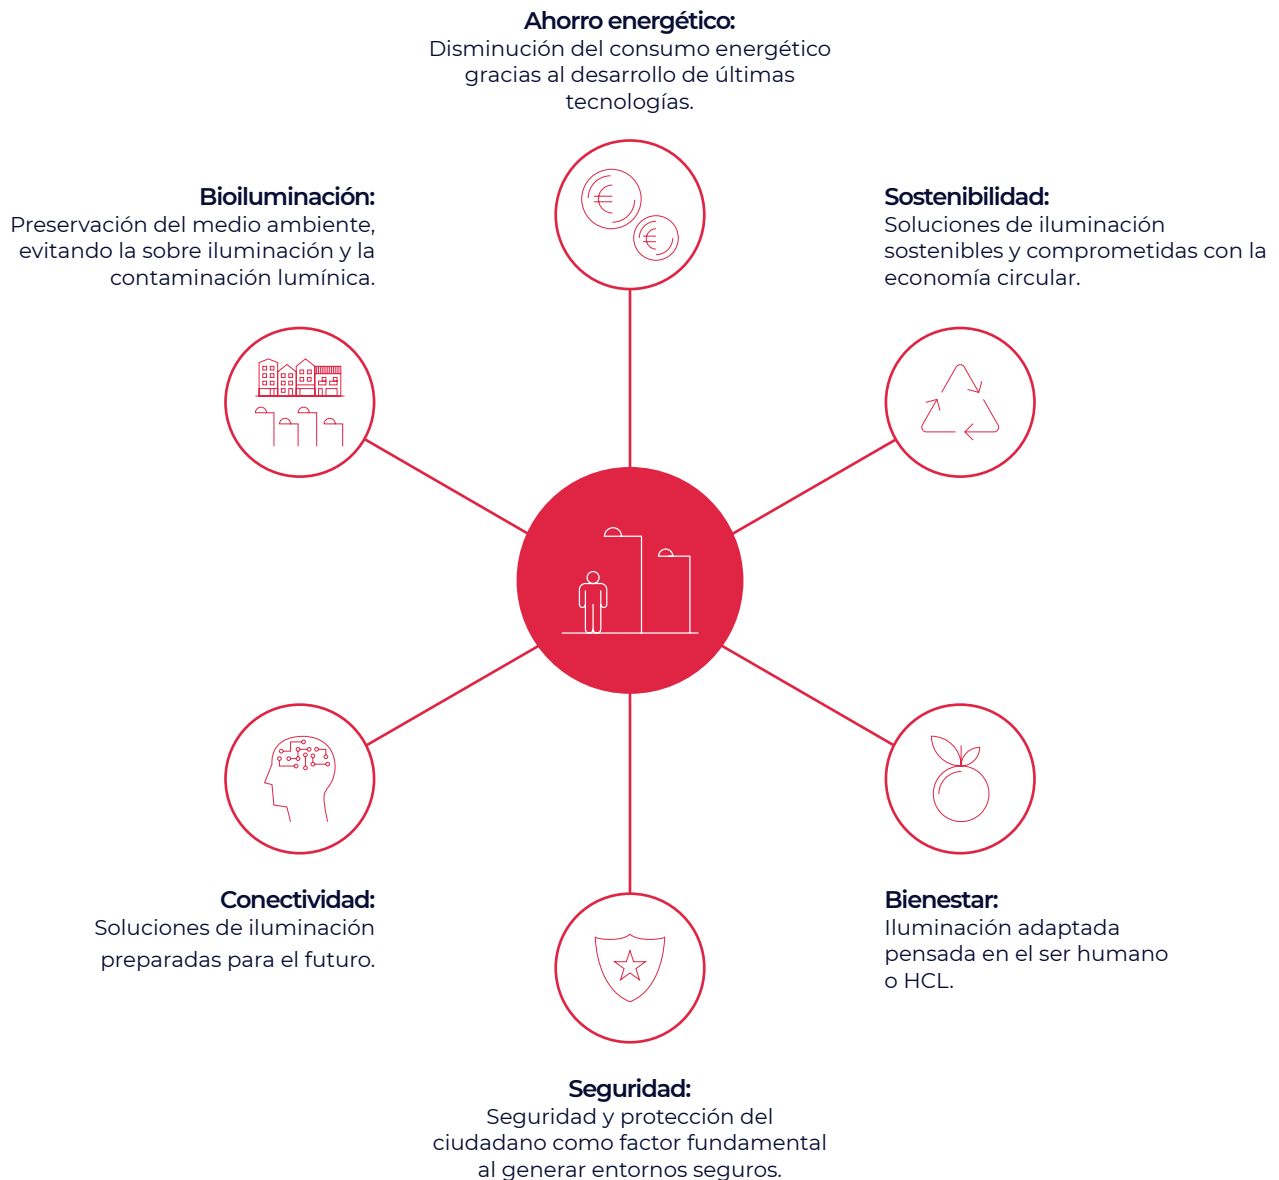 Ahorro energético:
Disminución del consumo energético
gracias al desarrollo de últimas
tecnologías.
Bioiluminación:
Preservación del medio ambiente,
evitando la sobre iluminación y la
contaminación lumínica.
Sostenibilidad:
Soluciones de iluminación
sostenibles y comprometidas con la
economía circular.
Conectividad:
Soluciones de iluminación
preparadas para el futuro.
Bienestar:
Iluminación adaptada
pensada en el ser humano
o HCL.
Seguridad:
Seguridad y protección del
ciudadano como factor fundamental
al generar entornos seguros.